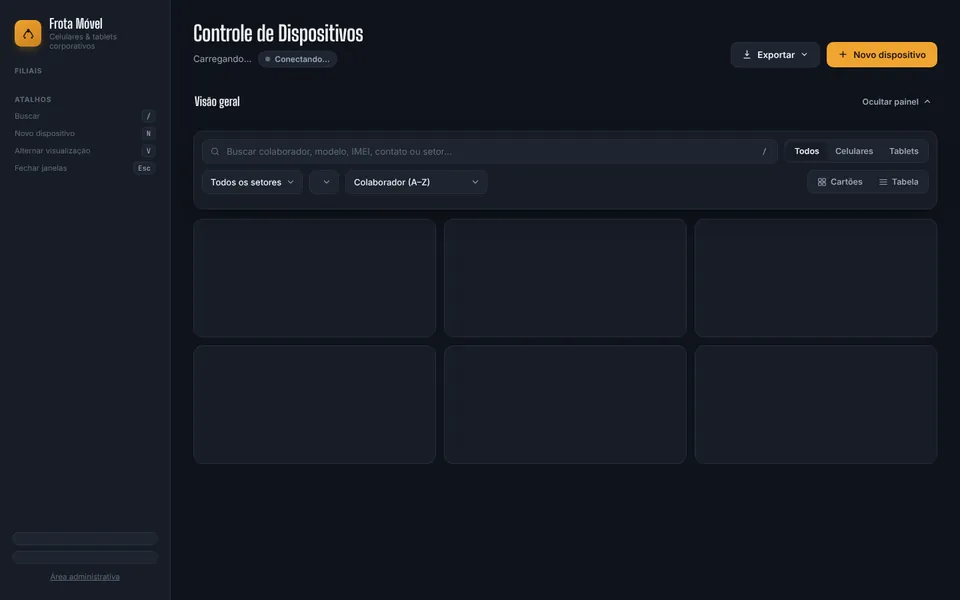 Frota Móvel
Celulares & tablets
corporativos
FILIAIS
ATALHOS
Buscar /
Novo dispositivo N
Alternar visualização V
Fechar janelas Esc
Área administrativa
Controle de Dispositivos
Carregando... Conectando...
Exportar
+ Novo dispositivo
Visão geral
Ocultar painel
Buscar colaborador, modelo, IMEI, contato ou setor... /
Todos Celulares Tablets
Todos os setores
Colaborador (A–Z)
Cartões Tabela